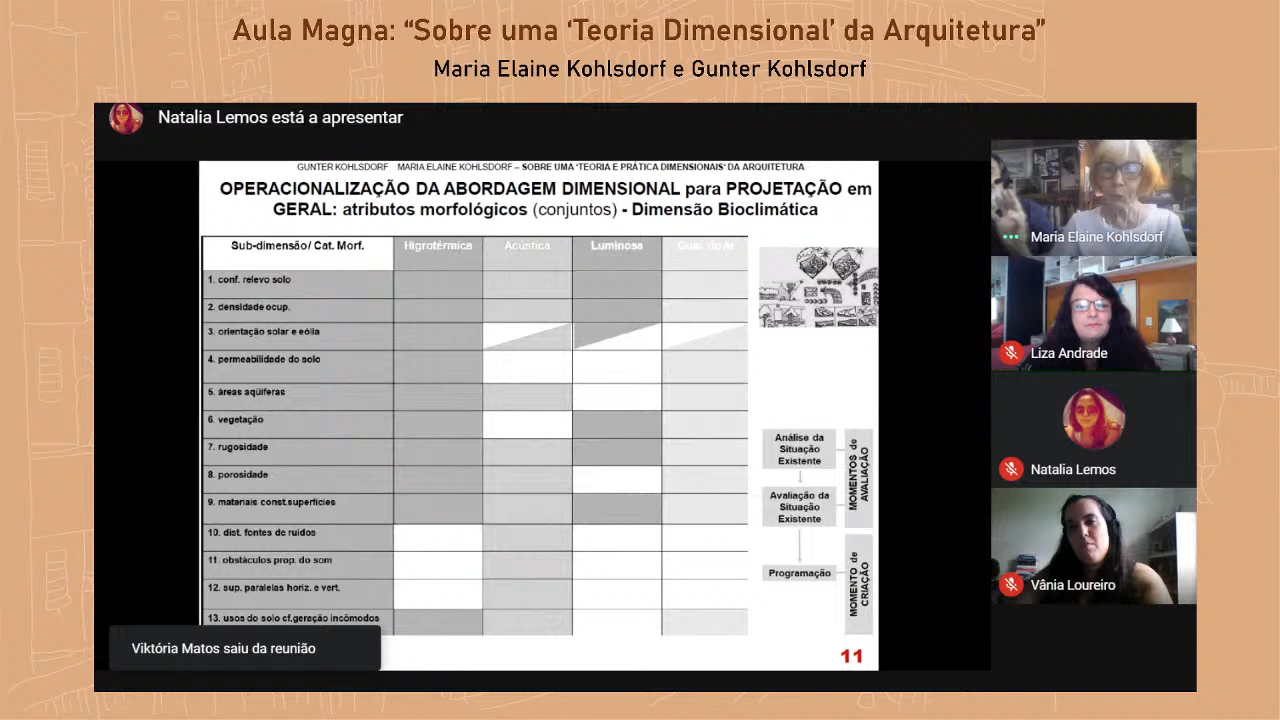 Aula Magna: “Sobre uma ‘Teoria Dimensional’ da Arquitetura”
Maria Elaine Kohlsdorf e Gunter Kohlsdorf
Natalia Lemos está a apresentar
GUNTER KOHLSDORF MARIA ELAINE KOHLSDORF – SOBRE UMA 'TEORIA E PRÁTICA DIMENSIONAIS' DA ARQUITETURA
OPERACIONALIZAÇÃO DA ABORDAGEM DIMENSIONAL para PROJETAÇÃO em
GERAL: atributos morfológicos (conjuntos) - Dimensão Bioclimática
Sub-dimensão/ Cat. Morf. Higrotérmica Acústica Luminosa Qual. do Ar
1. conf. relevo solo
2. densidade ocup.
3. orientação solar e eólia
4. permeabilidade do solo
5. áreas aqüíferas
6. vegetação
7. rugosidade
8. porosidade
9. materiais const.superfícies
10. dist. fontes de ruídos
11. obstáculos prop. do som
12. sup. paralelas horiz. e vert.
13. usos do solo cf.geração incômodos
Análise da
Situação
Existente
Avaliação da
Situação
Existente
Programação
MOMENTOS de
AVALIAÇÃO
MOMENTO de
CRIAÇÃO
11
Maria Elaine Kohlsdorf
Liza Andrade
Natalia Lemos
Vânia Loureiro
Viktória Matos saiu da reunião